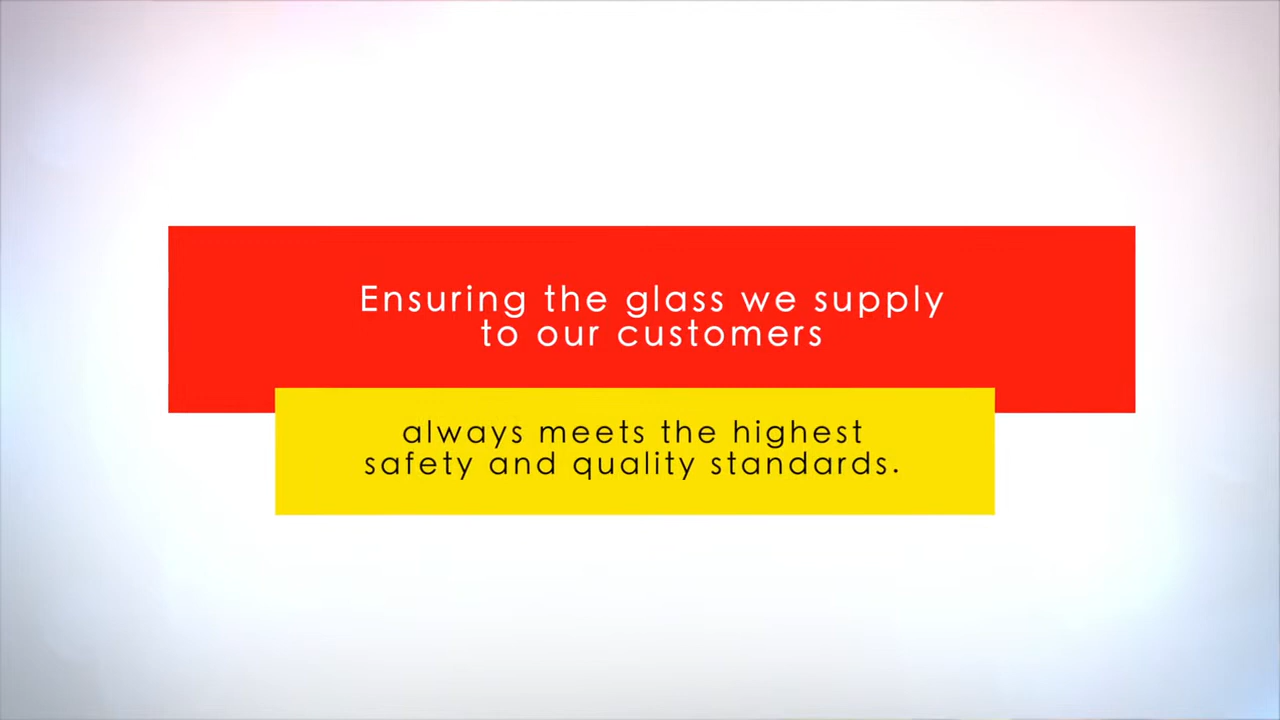 Ensuring the glass we supply
to our customers
always meets the highest
safety and quality standards.